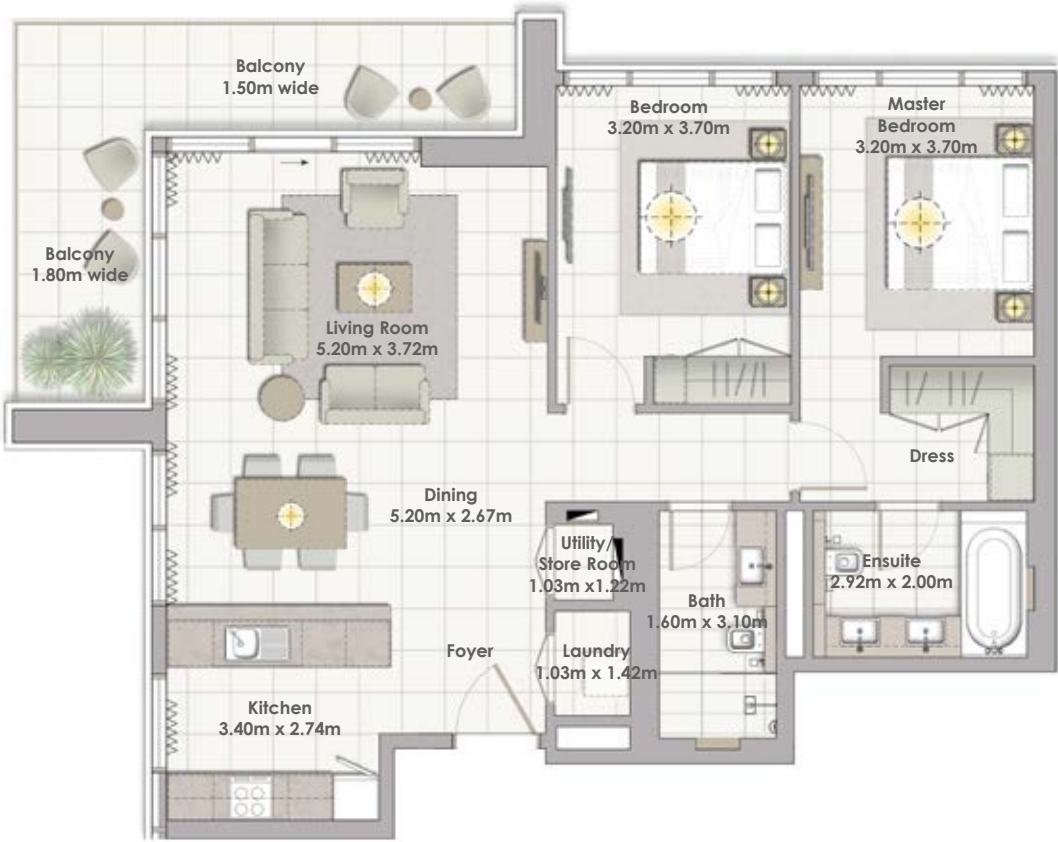 Balcony
1.50m wide
Bedroom
3.20m x 3.70m
Master
Bedroom
3.20m x 3.70m
Balcony
1.80m wide
Living Room
5.20m x 3.72m
Dress
Dining
5.20m x 2.67m
Utility/
Store Room
1.03m x1.22m
Ensuite
2.92m x 2.00m
Bath
1.60m x 3.10m
Foyer
Laundry
1.03m x 1.42m
Kitchen
3.40m x 2.74m